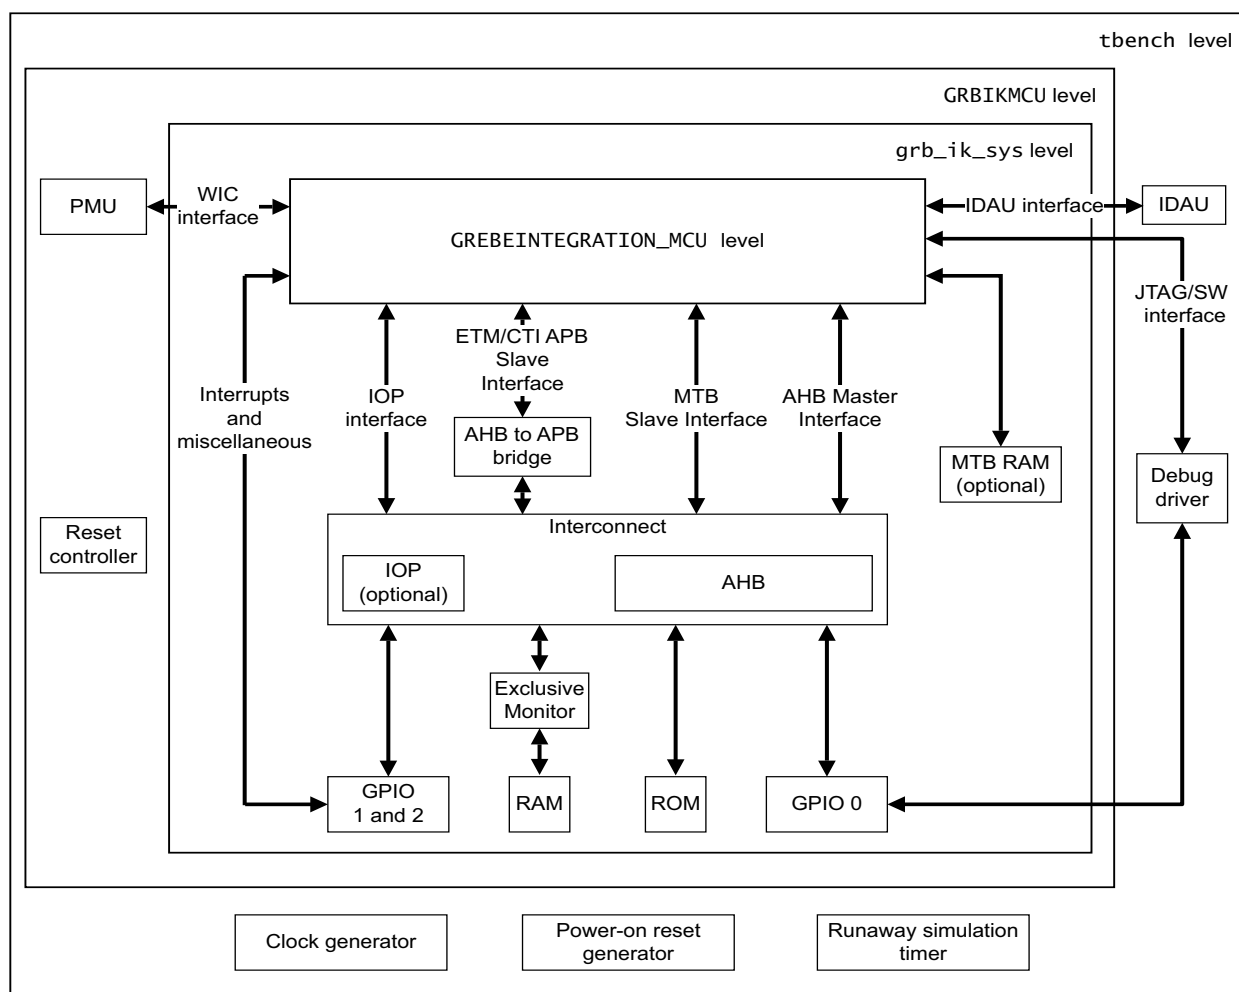 tbench level
GRBIKMCU level
grb_ik_sys level
PMU
WIC
interface
GREBEINTEGRATION_MCU level
IDAU interface
IDAU
JTAG/SW
interface
ETM/CTI APB
Slave
Interface
Interrupts
and
miscellaneous
IOP
interface
MTB
Slave Interface
AHB Master
Interface
AHB to APB
bridge
MTB RAM
(optional)
Debug
driver
Reset
controller
Interconnect
IOP
(optional)
AHB
Exclusive
Monitor
GPIO
1 and 2
RAM
ROM
GPIO 0
Clock generator
Power-on reset
generator
Runaway simulation
timer